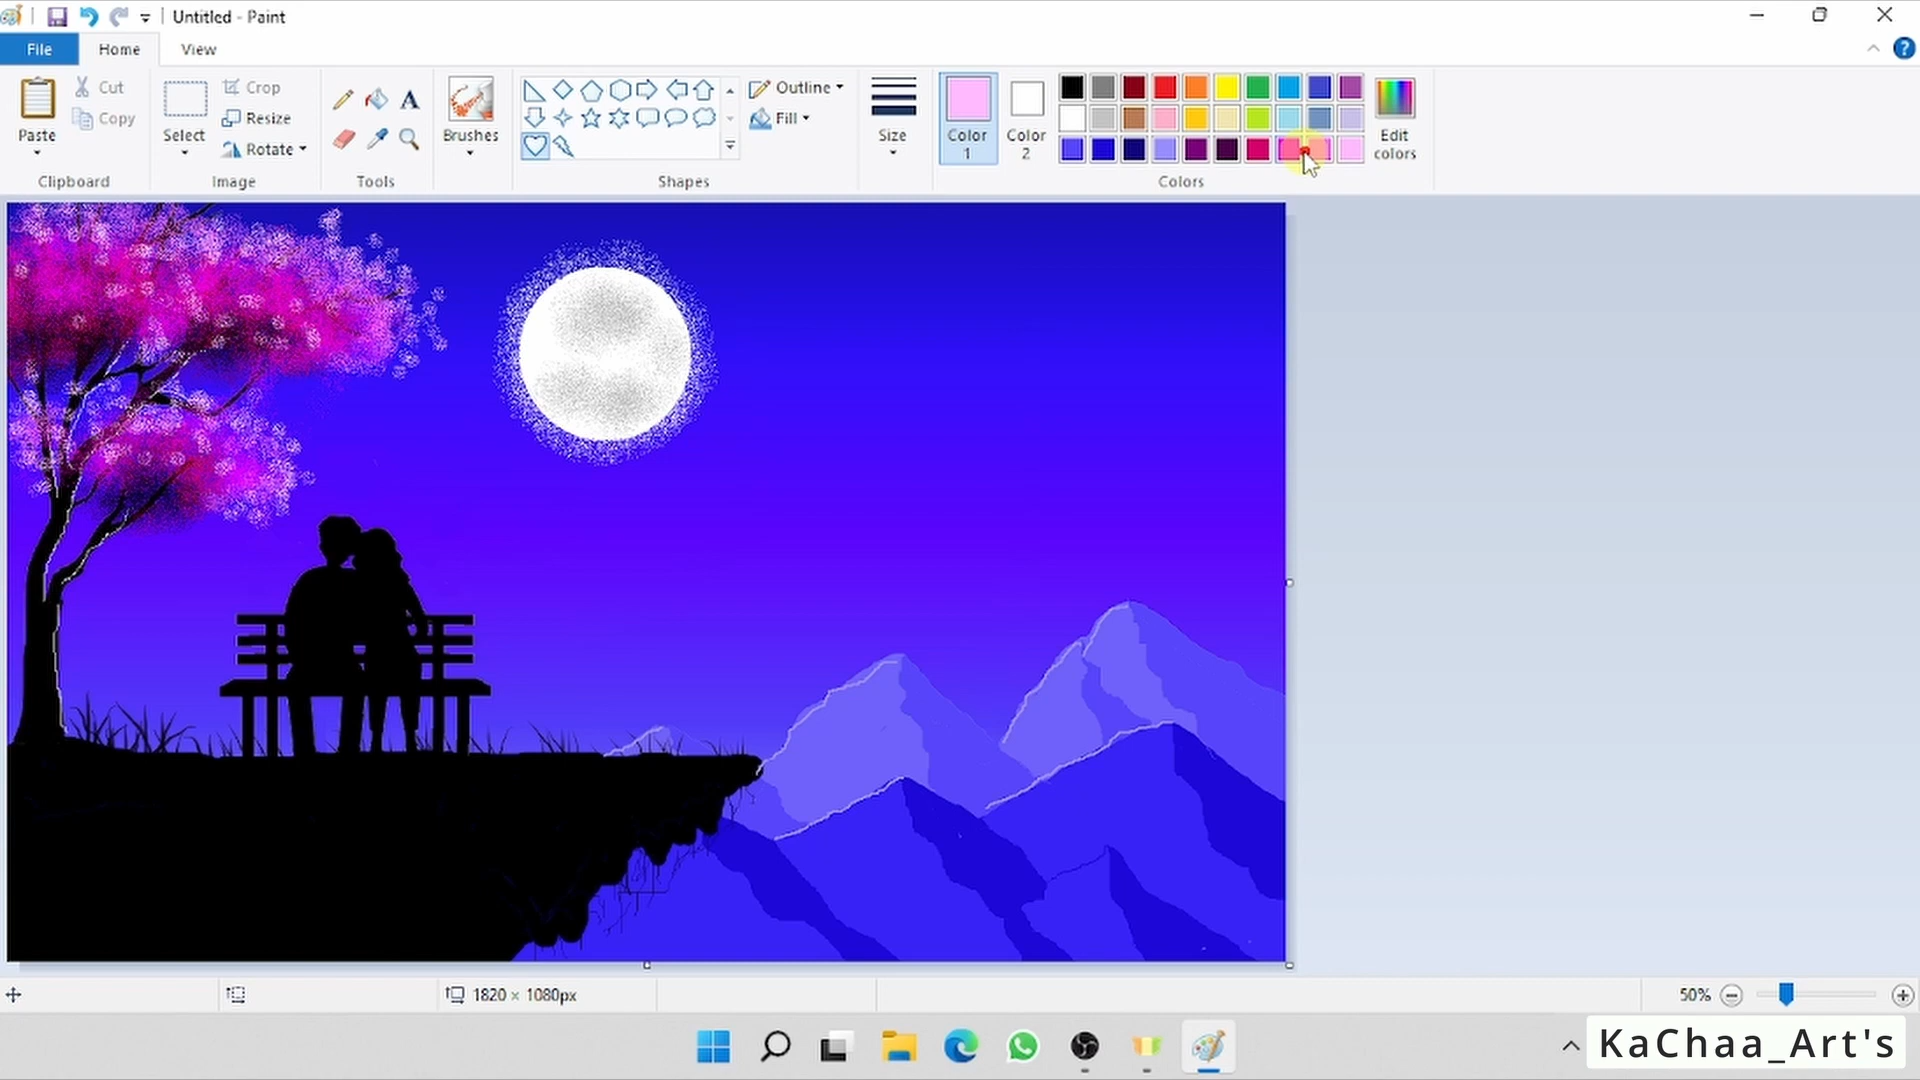 Untitled - Paint
File Home View
Paste
Cut
Copy
Clipboard
Select
Crop
Resize
Rotate
Image
Tools
Brushes
Shapes
Outline
Fill
Size
Color 1
Color 2
Edit colors
Colors
1820 × 1080px
50%
KaChaa_Art's